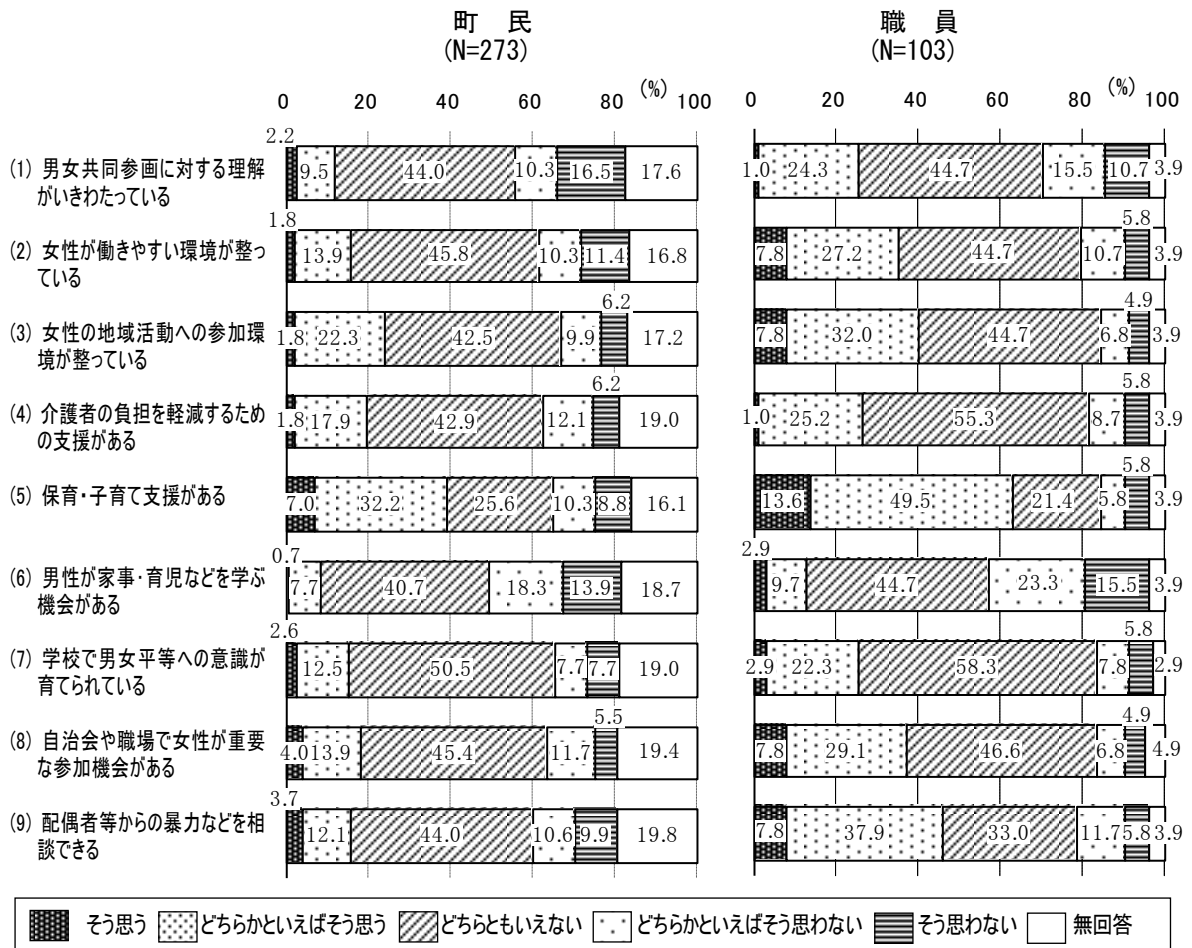 町 民
(N=273)
職 員
(N=103)
(%)
0 20 40 60 80 100
(%)
0 20 40 60 80 100
(1) 男女共同参画に対する理解
がいきわたっている
2.2 9.5 44.0 10.3 16.5 17.6
1.0 24.3 44.7 15.5 10.7 3.9
(2) 女性が働きやすい環境が整っ
ている
1.8 13.9 45.8 10.3 11.4 16.8
7.8 27.2 44.7 10.7 5.8 3.9
(3) 女性の地域活動への参加環
境が整っている
1.8 22.3 42.5 9.9 6.2 17.2
7.8 32.0 44.7 6.8 4.9 3.9
(4) 介護者の負担を軽減するため
の支援がある
1.8 17.9 42.9 12.1 6.2 19.0
1.0 25.2 55.3 8.7 5.8 3.9
(5) 保育・子育て支援がある
7.0 32.2 25.6 10.3 8.8 16.1
13.6 49.5 21.4 5.8 5.8 3.9
(6) 男性が家事・育児などを学ぶ
機会がある
0.7 7.7 40.7 18.3 13.9 18.7
2.9 9.7 44.7 23.3 15.5 3.9
(7) 学校で男女平等への意識が
育てられている
2.6 12.5 50.5 7.7 7.7 19.0
2.9 22.3 58.3 7.8 5.8 2.9
(8) 自治会や職場で女性が重要
な参加機会がある
4.0 13.9 45.4 11.7 5.5 19.4
7.8 29.1 46.6 6.8 4.9 4.9
(9) 配偶者等からの暴力などを相
談できる
3.7 12.1 44.0 10.6 9.9 19.8
7.8 37.9 33.0 11.7 5.8 3.9
そう思う どちらかといえばそう思う どちらともいえない どちらかといえばそう思わない そう思わない 無回答